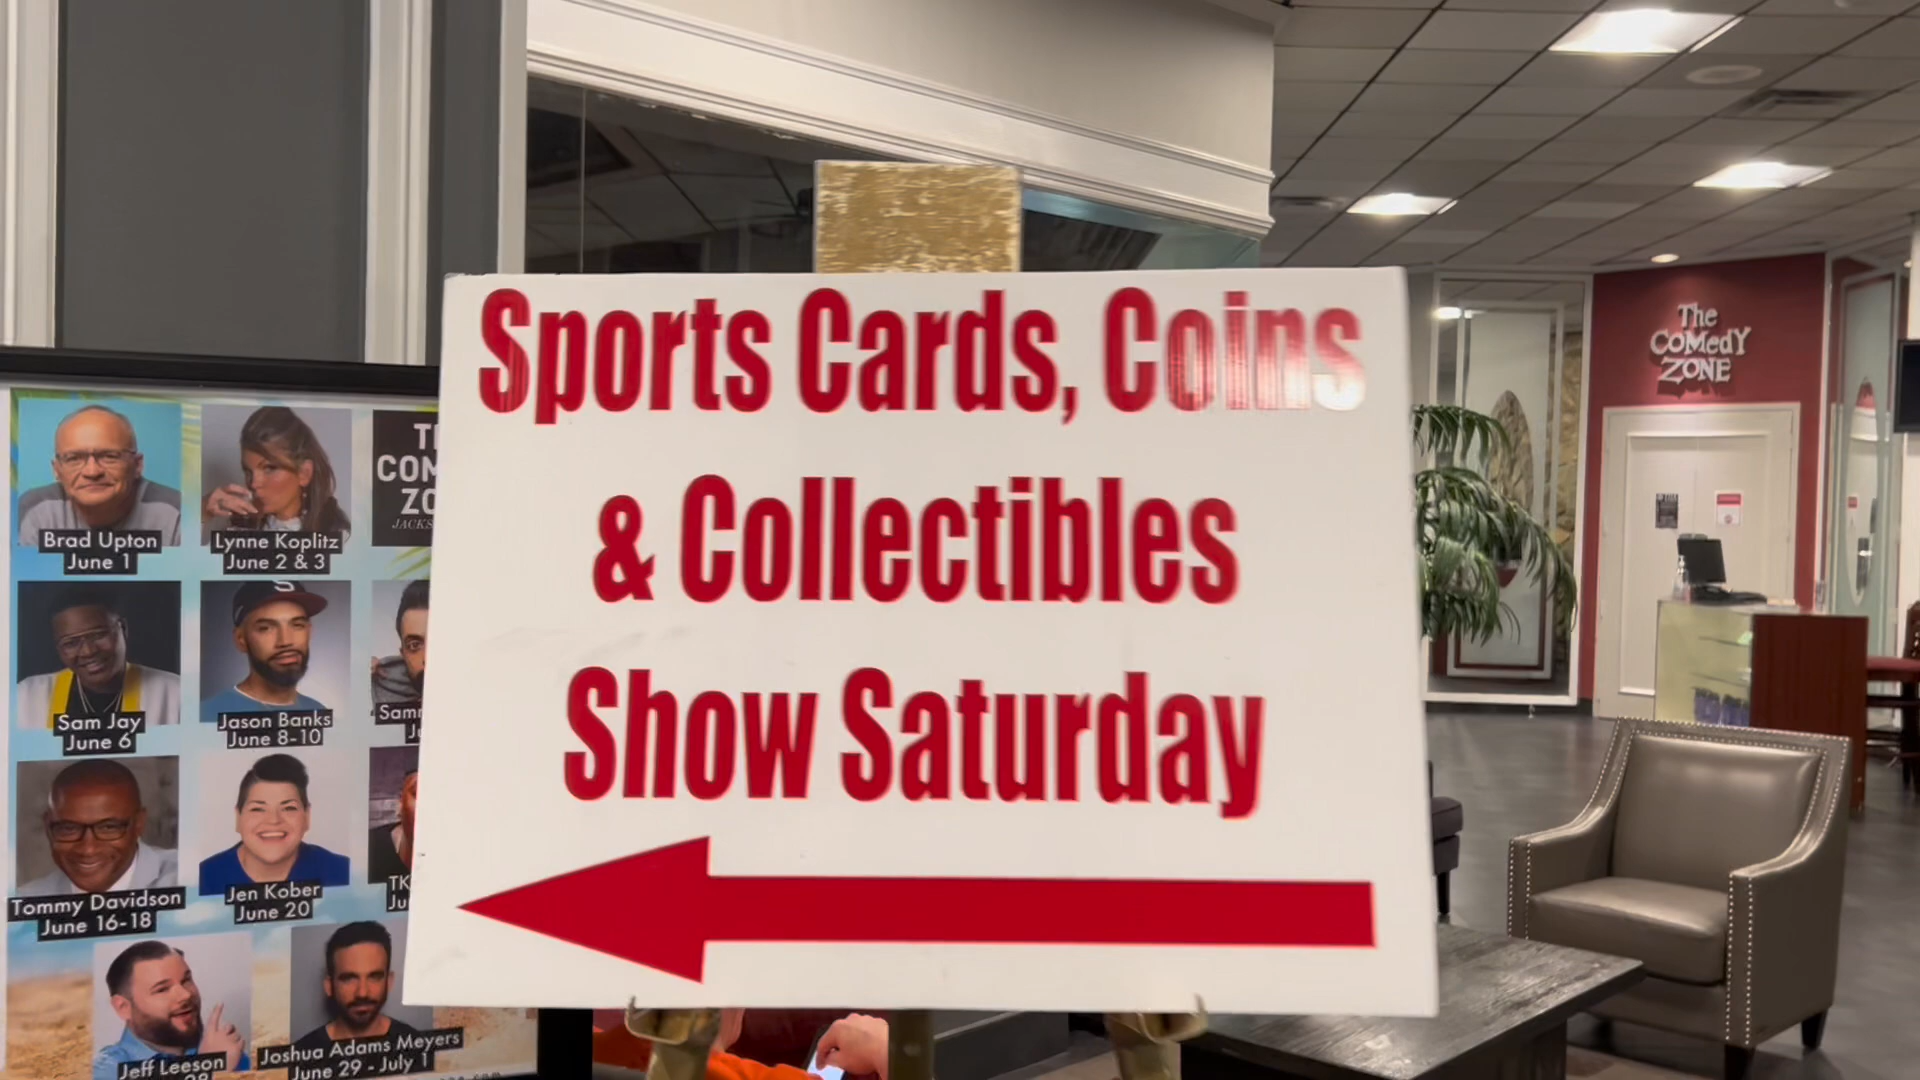 Sports Cards, Coins
& Collectibles
Show Saturday
The
COMedY
ZONE
Brad Upton
June 1
Lynne Koplitz
June 2 & 3
Sam Jay
June 6
Jason Banks
June 8-10
Tommy Davidson
June 16-18
Jen Kober
June 20
TK
Jeff Leeson
Joshua Adams Meyers
June 29 - July 1